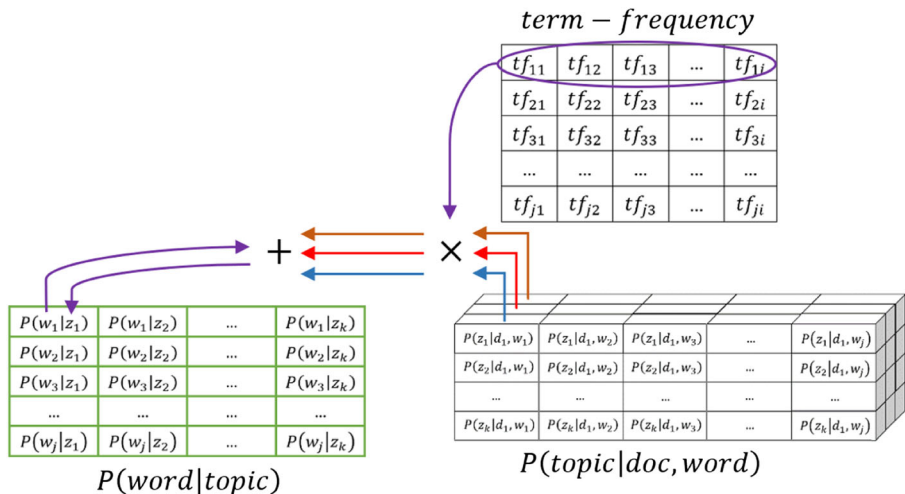 term − frequency
tf₁₁ tf₁₂ tf₁₃ ... tf₁ᵢ
tf₂₁ tf₂₂ tf₂₃ ... tf₂ᵢ
tf₃₁ tf₃₂ tf₃₃ ... tf₃ᵢ
... ... ... ... ...
tfⱼ₁ tfⱼ₂ tfⱼ₃ ... tfⱼᵢ
+ ×
P(w₁|z₁) P(w₁|z₂) ... P(w₁|zₖ)
P(w₂|z₁) P(w₂|z₂) ... P(w₂|zₖ)
P(w₃|z₁) P(w₃|z₂) ... P(w₃|zₖ)
... ... ... ...
P(wⱼ|z₁) P(wⱼ|z₂) ... P(wⱼ|zₖ)
P(word|topic)
P(z₁|d₁,w₁) P(z₁|d₁,w₂) P(z₁|d₁,w₃) ... P(z₁|d₁,wⱼ)
P(z₂|d₁,w₁) P(z₂|d₁,w₂) P(z₂|d₁,w₃) ... P(z₂|d₁,wⱼ)
... ... ... ... ...
P(zₖ|d₁,w₁) P(zₖ|d₁,w₂) P(zₖ|d₁,w₃) ... P(zₖ|d₁,wⱼ)
P(topic|doc,word)